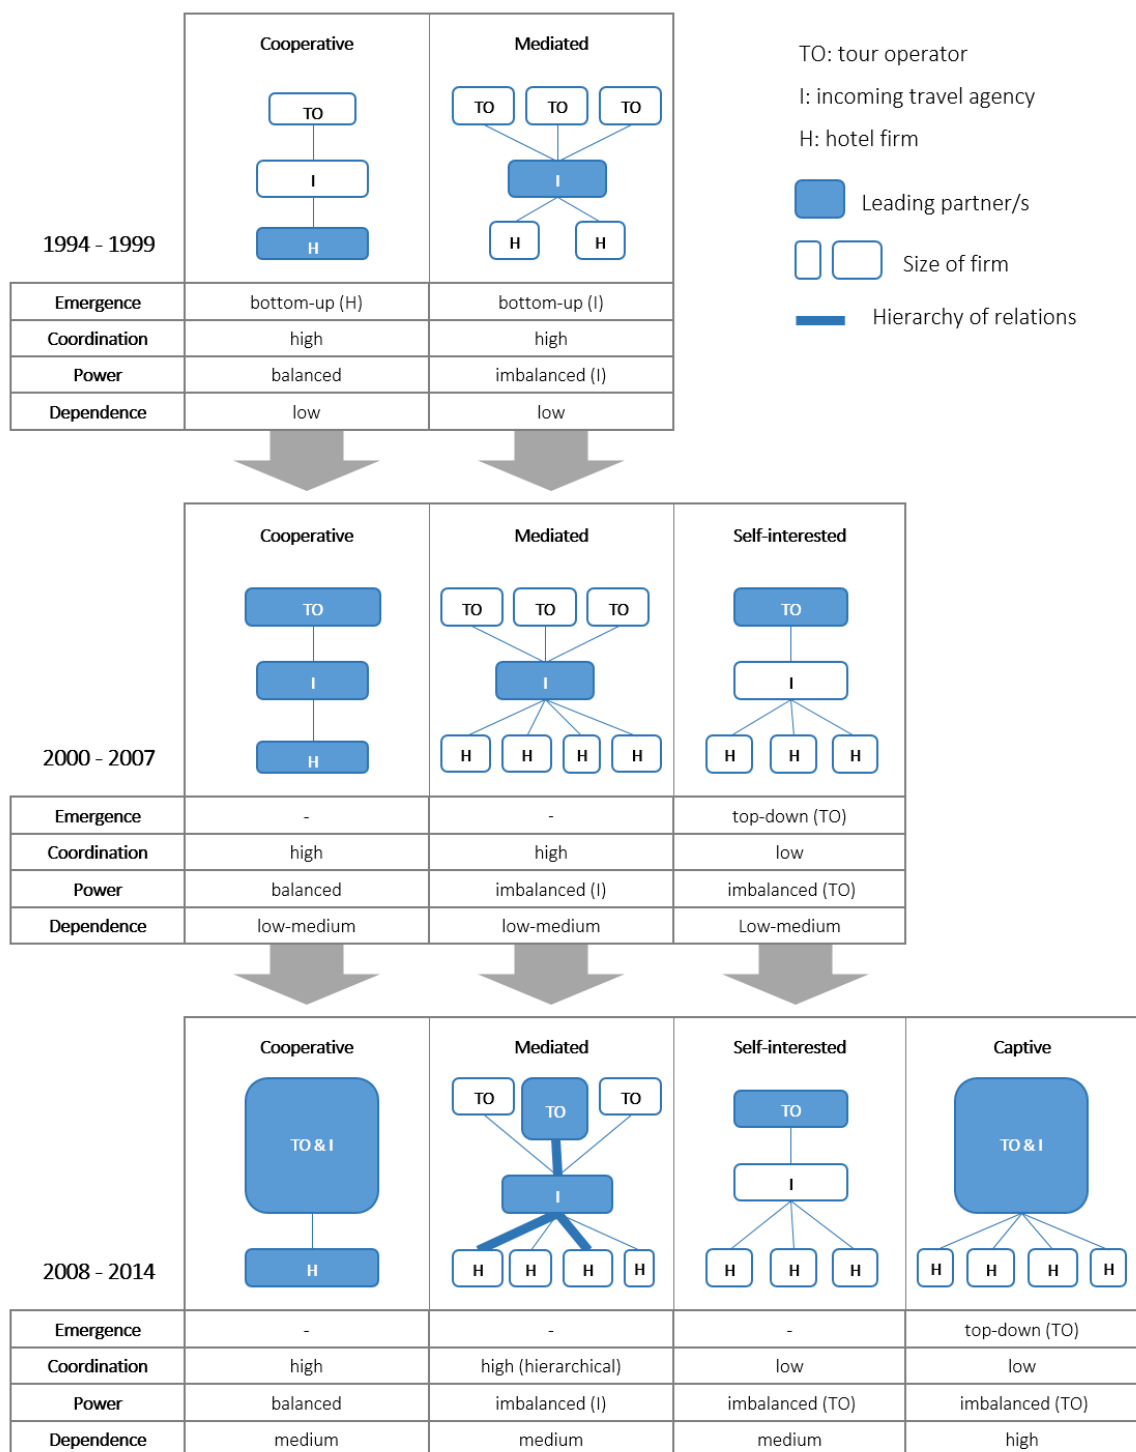 Cooperative Mediated
TO: tour operator
I: incoming travel agency
H: hotel firm
Leading partner/s
Size of firm
Hierarchy of relations
TO TO TO TO
I I
H H H
1994 - 1999
Emergence bottom-up (H) bottom-up (I)
Coordination high high
Power balanced imbalanced (I)
Dependence low low
Cooperative Mediated Self-interested
TO TO TO TO TO
I I I
H H H H H H H H
2000 - 2007
Emergence - - top-down (TO)
Coordination high high low
Power balanced imbalanced (I) imbalanced (TO)
Dependence low-medium low-medium Low-medium
Cooperative Mediated Self-interested Captive
TO & I TO TO TO TO TO & I
I I
H H H H H H H H H H H H
2008 - 2014
Emergence - - - top-down (TO)
Coordination high high (hierarchical) low low
Power balanced imbalanced (I) imbalanced (TO) imbalanced (TO)
Dependence medium medium medium high